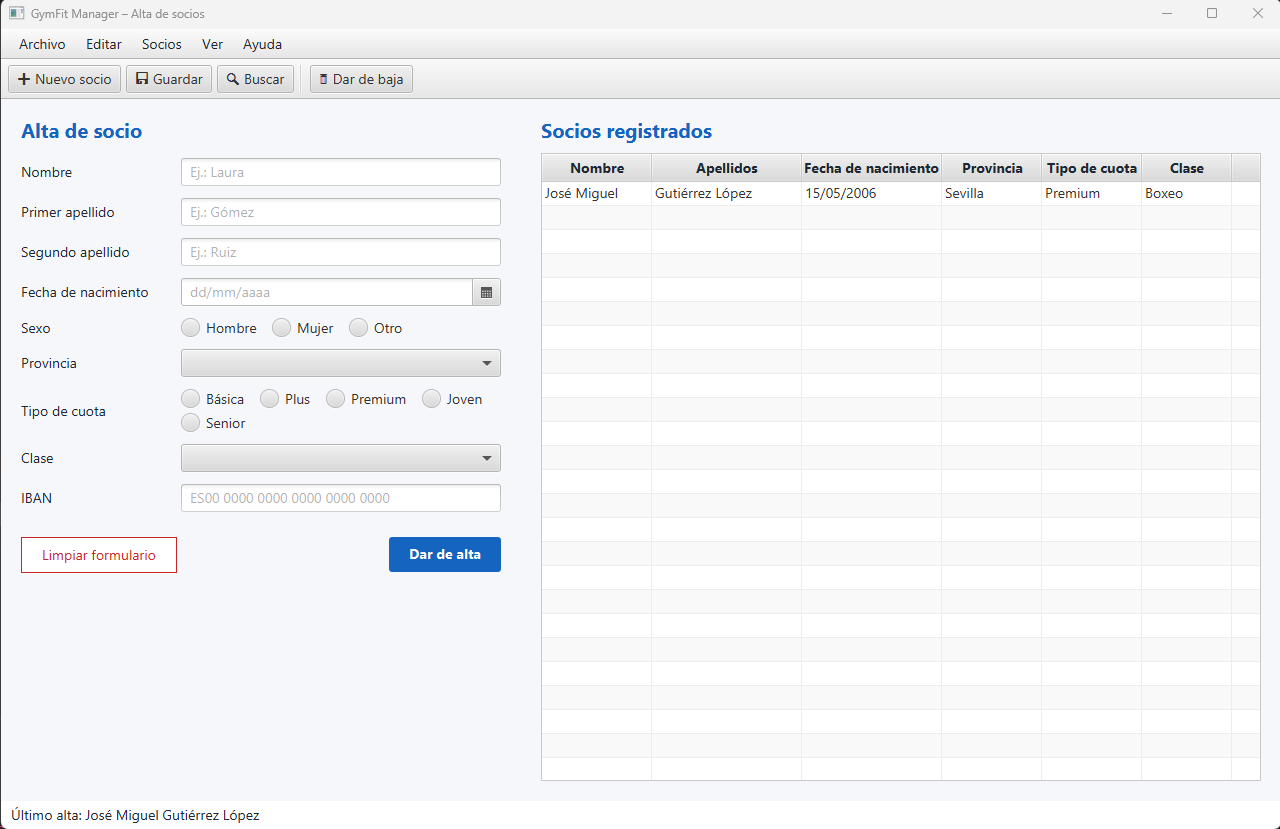 GymFit Manager – Alta de socios
Archivo Editar Socios Ver Ayuda
Nuevo socio Guardar Buscar Dar de baja
Alta de socio
Nombre Ej.: Laura
Primer apellido Ej.: Gómez
Segundo apellido Ej.: Ruiz
Fecha de nacimiento dd/mm/aaaa
Sexo Hombre Mujer Otro
Provincia
Tipo de cuota Básica Plus Premium Joven
Senior
Clase
IBAN ES00 0000 0000 0000 0000 0000
Limpiar formulario Dar de alta
Socios registrados
Nombre Apellidos Fecha de nacimiento Provincia Tipo de cuota Clase
José Miguel Gutiérrez López 15/05/2006 Sevilla Premium Boxeo
Último alta: José Miguel Gutiérrez López